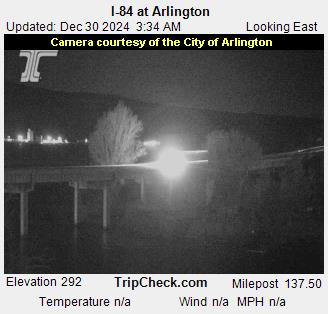 I-84 at Arlington
Updated: Dec 30 2024 3:34 AM Looking East
Camera courtesy of the City of Arlington
Elevation 292 TripCheck.com Milepost 137.50
Temperature n/a Wind n/a MPH n/a